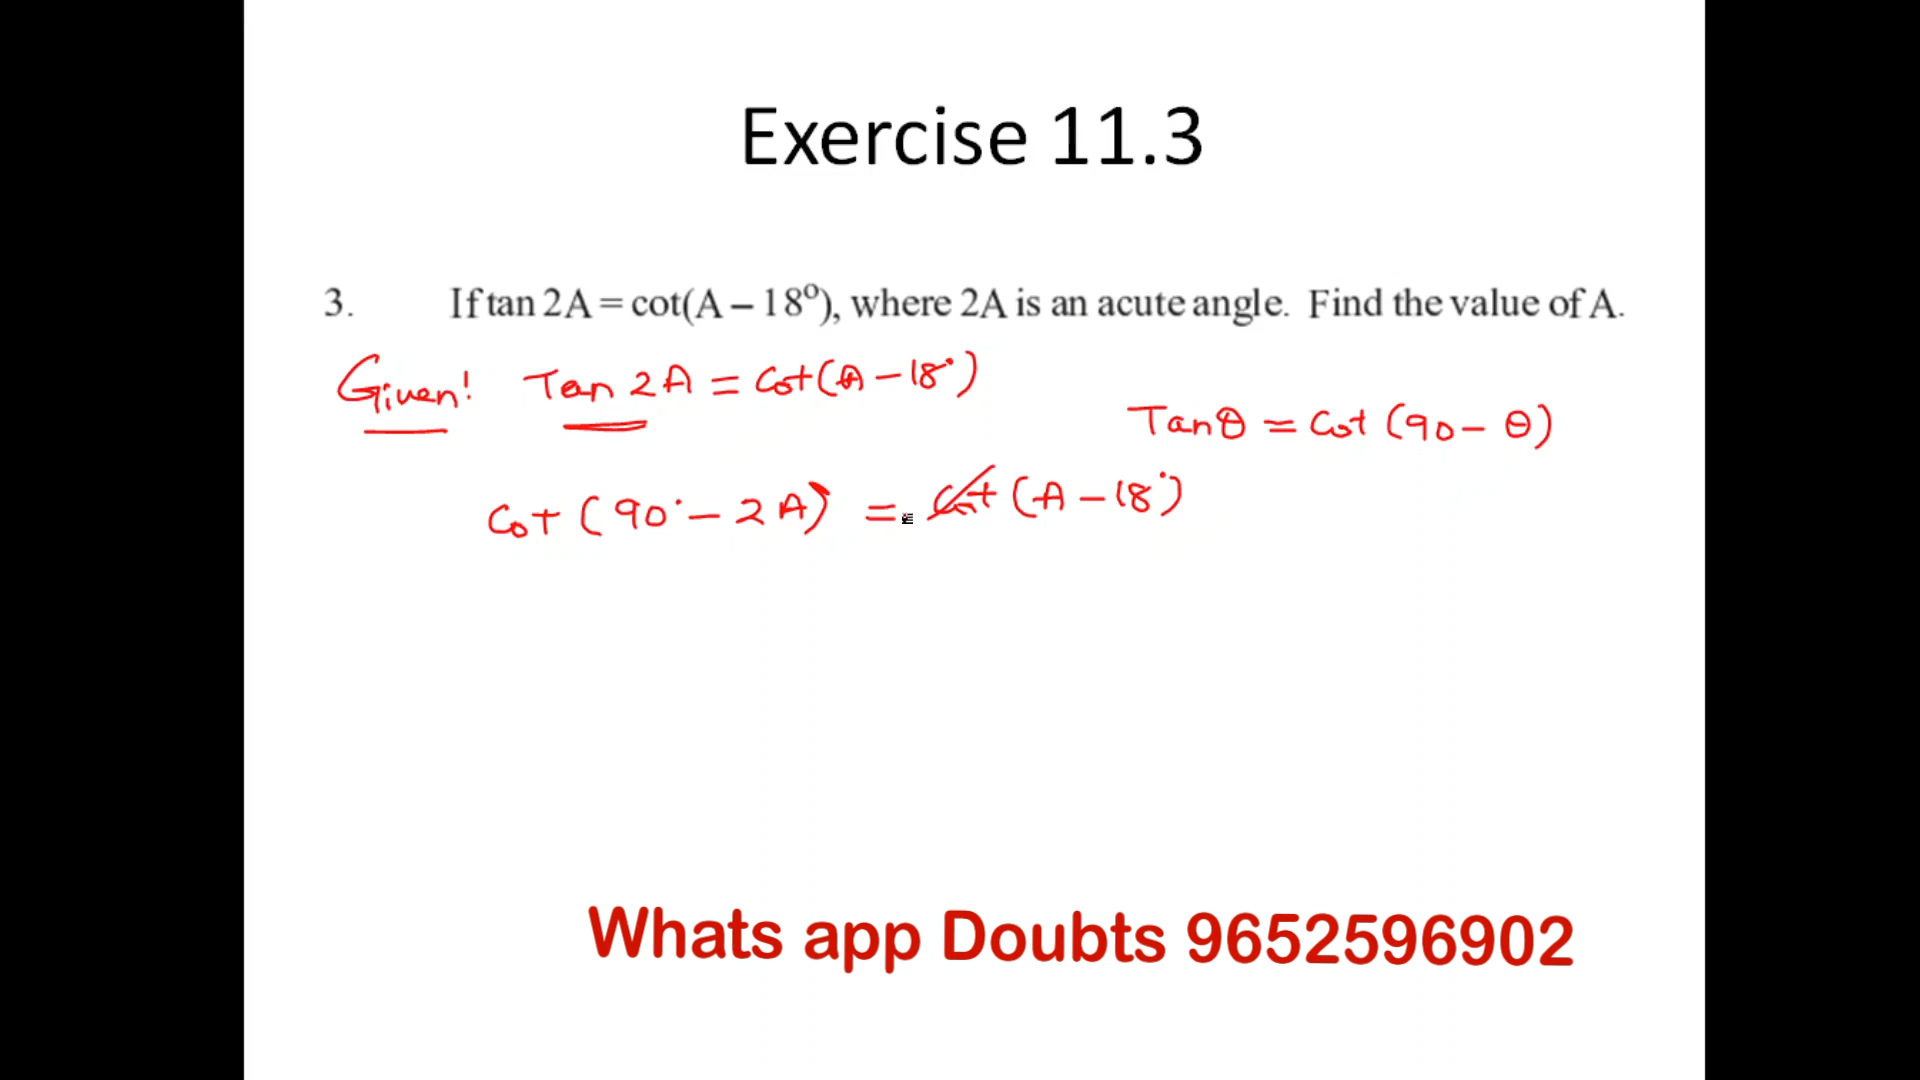 Exercise 11.3
3. If tan 2A = cot(A – 18°), where 2A is an acute angle. Find the value of A.
Given! Tan 2A = Cot(A - 18°)
Tanθ = Cot (90 - θ)
Cot (90° - 2A) = Cot (A - 18°)
Whats app Doubts 9652596902